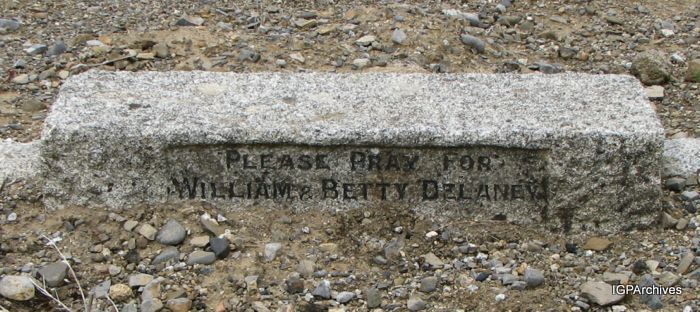 PLEASE PRAY FOR
WILLIAM & BETTY DELANEY
IGPArchives